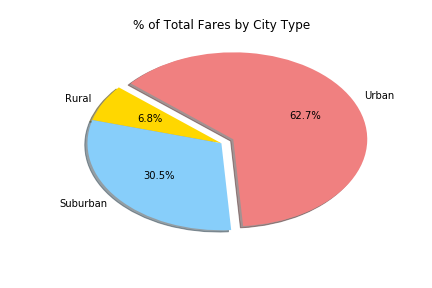 % of Total Fares by City Type
Urban
Rural
62.7%
6.8%
30.5%
Suburban